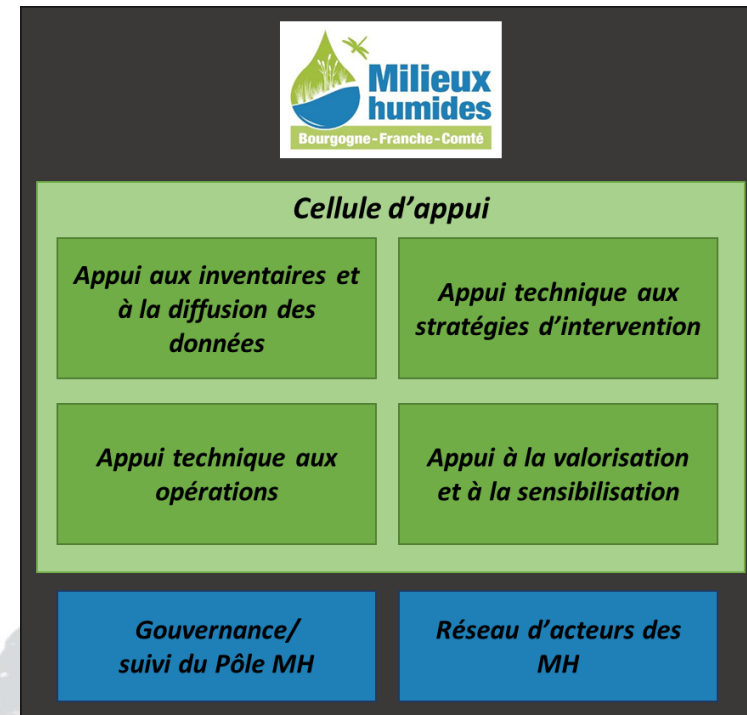 Milieux
humides
Bourgogne-Franche-Comté
Cellule d'appui
Appui aux inventaires et
à la diffusion des
données
Appui technique aux
stratégies d'intervention
Appui technique aux
opérations
Appui à la valorisation
et à la sensibilisation
Gouvernance/
suivi du Pôle MH
Réseau d'acteurs des
MH